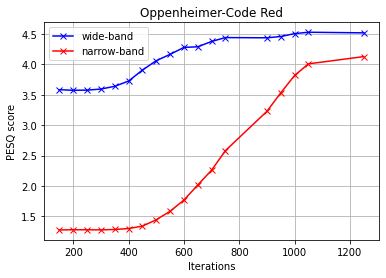 Oppenheimer-Code Red
wide-band
narrow-band
PESQ score
4.5
4.0
3.5
3.0
2.5
2.0
1.5
200 400 600 800 1000 1200
Iterations